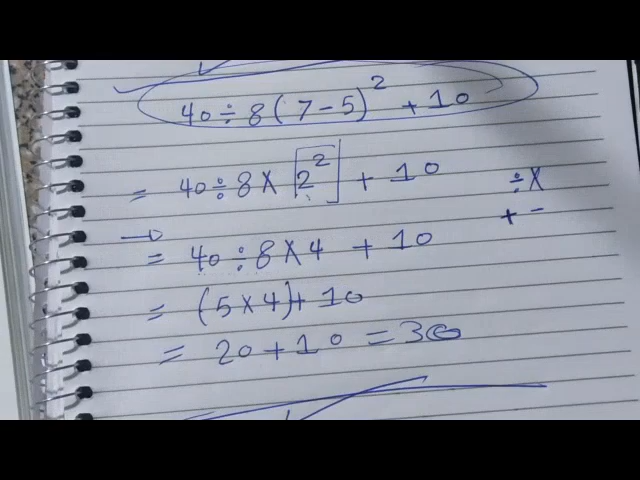 40÷8(7-5)² + 10
= 40÷8×2² + 10
÷×
+ -
→ = 40÷8×4 + 10
= (5×4)+10
= 20+10 = 30